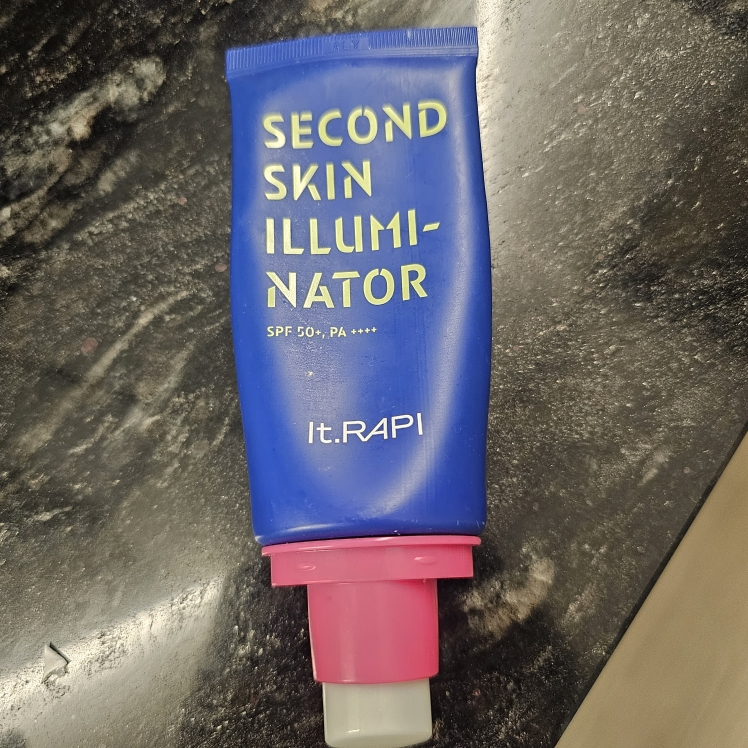 SECOND
SKIN
ILLUMI-
NATOR
SPF 50+, PA ++++
It.RAPI